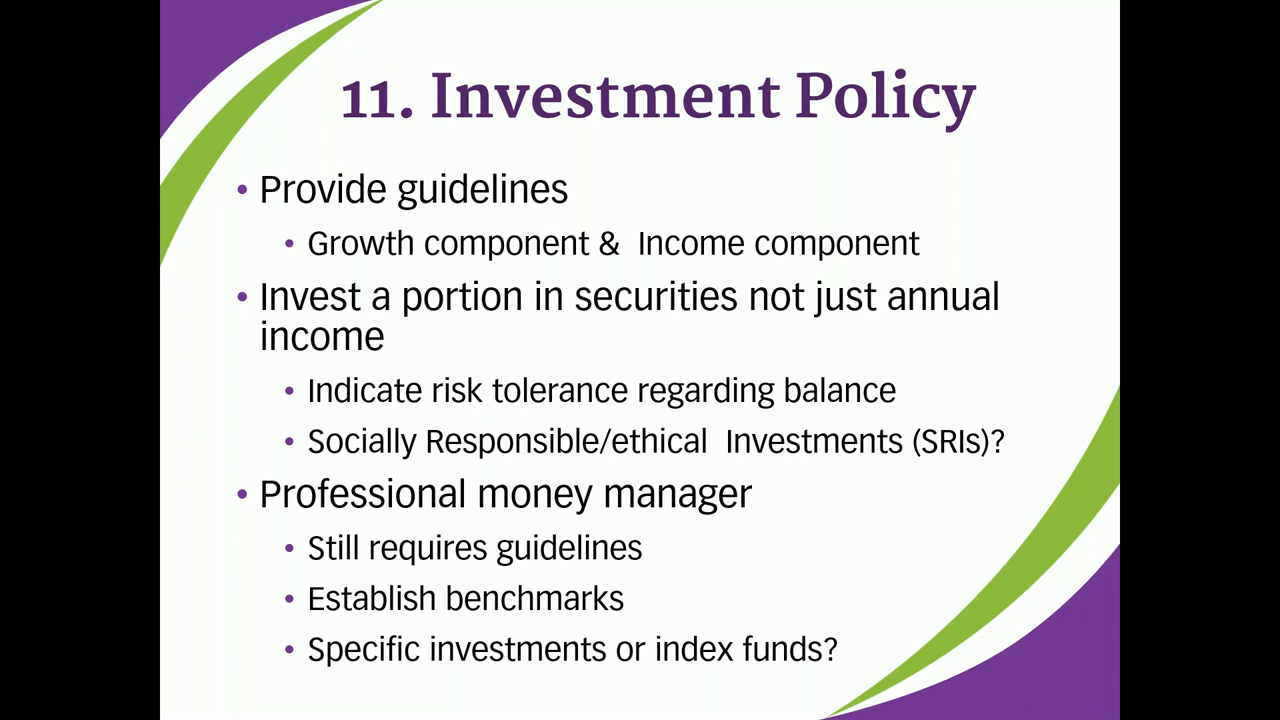 11. Investment Policy
• Provide guidelines
• Growth component &  Income component
• Invest a portion in securities not just annual
income
• Indicate risk tolerance regarding balance
• Socially Responsible/ethical  Investments (SRIs)?
• Professional money manager
• Still requires guidelines
• Establish benchmarks
• Specific investments or index funds?